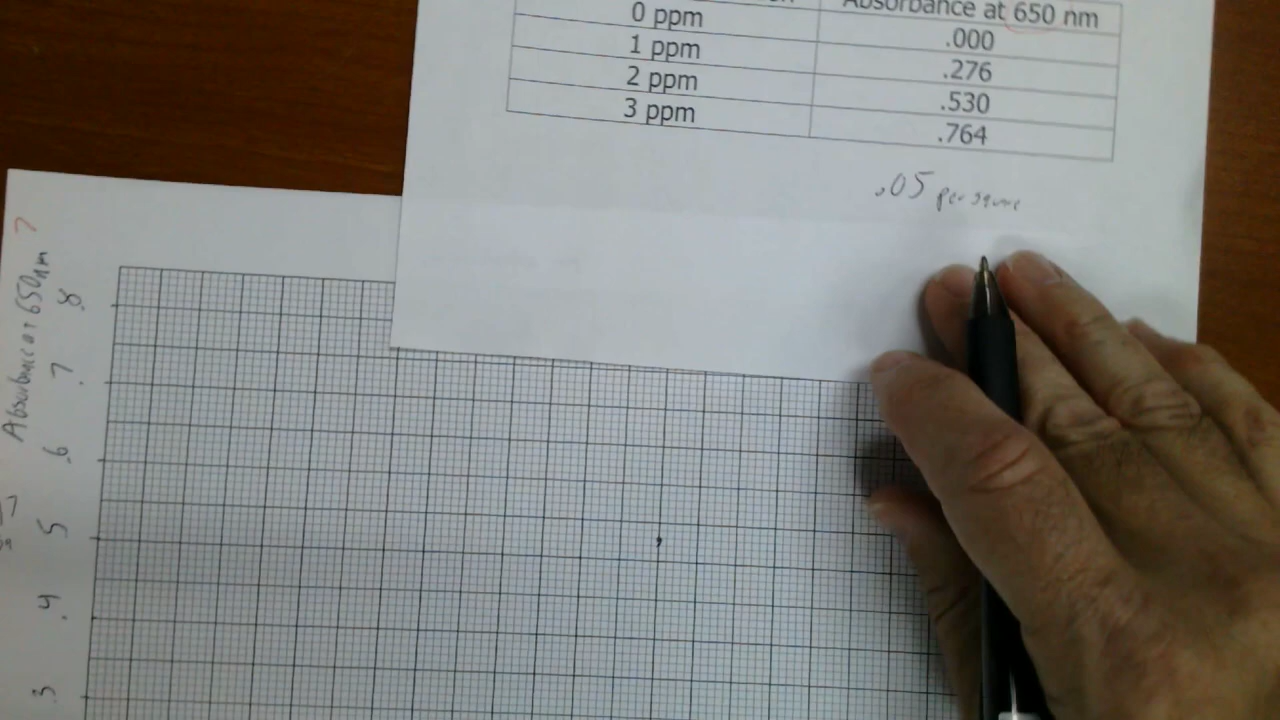 Absorbance at 650 nm
0 ppm .000
1 ppm .276
2 ppm .530
3 ppm .764
.05 per square
Absorbance at 650nm
.8
.7
.6
.5
.4
.3